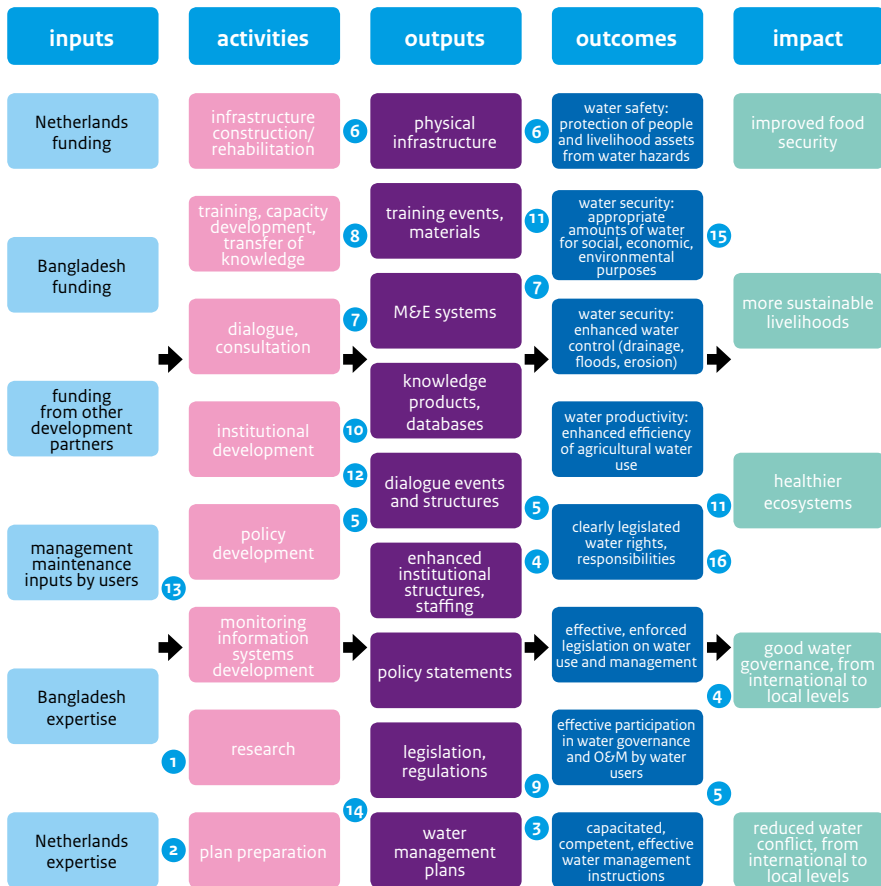 inputs
activities
outputs
outcomes
impact
Netherlands
funding
Bangladesh
funding
funding
from other
development
partners
management
maintenance
inputs by users
13
Bangladesh
expertise
1
Netherlands
expertise
2
infrastructure
construction/
rehabilitation
6
training, capacity
development,
transfer of
knowledge
8
dialogue,
consultation
7
institutional
development
10
12
policy
development
5
monitoring
information
systems
development
research
14
plan preparation
physical
infrastructure
6
training events,
materials
11
M&E systems
7
knowledge
products,
databases
dialogue events
and structures
5
enhanced
institutional
structures,
staffing
4
policy statements
legislation,
regulations
9
water
management
plans
3
water safety:
protection of people
and livelihood assets
from water hazards
water security:
appropriate
amounts of water
for social, economic,
environmental
purposes
15
water security:
enhanced water
control (drainage,
floods, erosion)
water productivity:
enhanced efficiency
of agricultural water
use
clearly legislated
water rights,
responsibilities
11
16
effective, enforced
legislation on water
use and management
4
effective participation
in water governance
and O&M by water
users
5
capacitated,
competent, effective
water management
instructions
improved food
security
more sustainable
livelihoods
healthier
ecosystems
good water
governance, from
international to
local levels
reduced water
conflict, from
international to
local levels